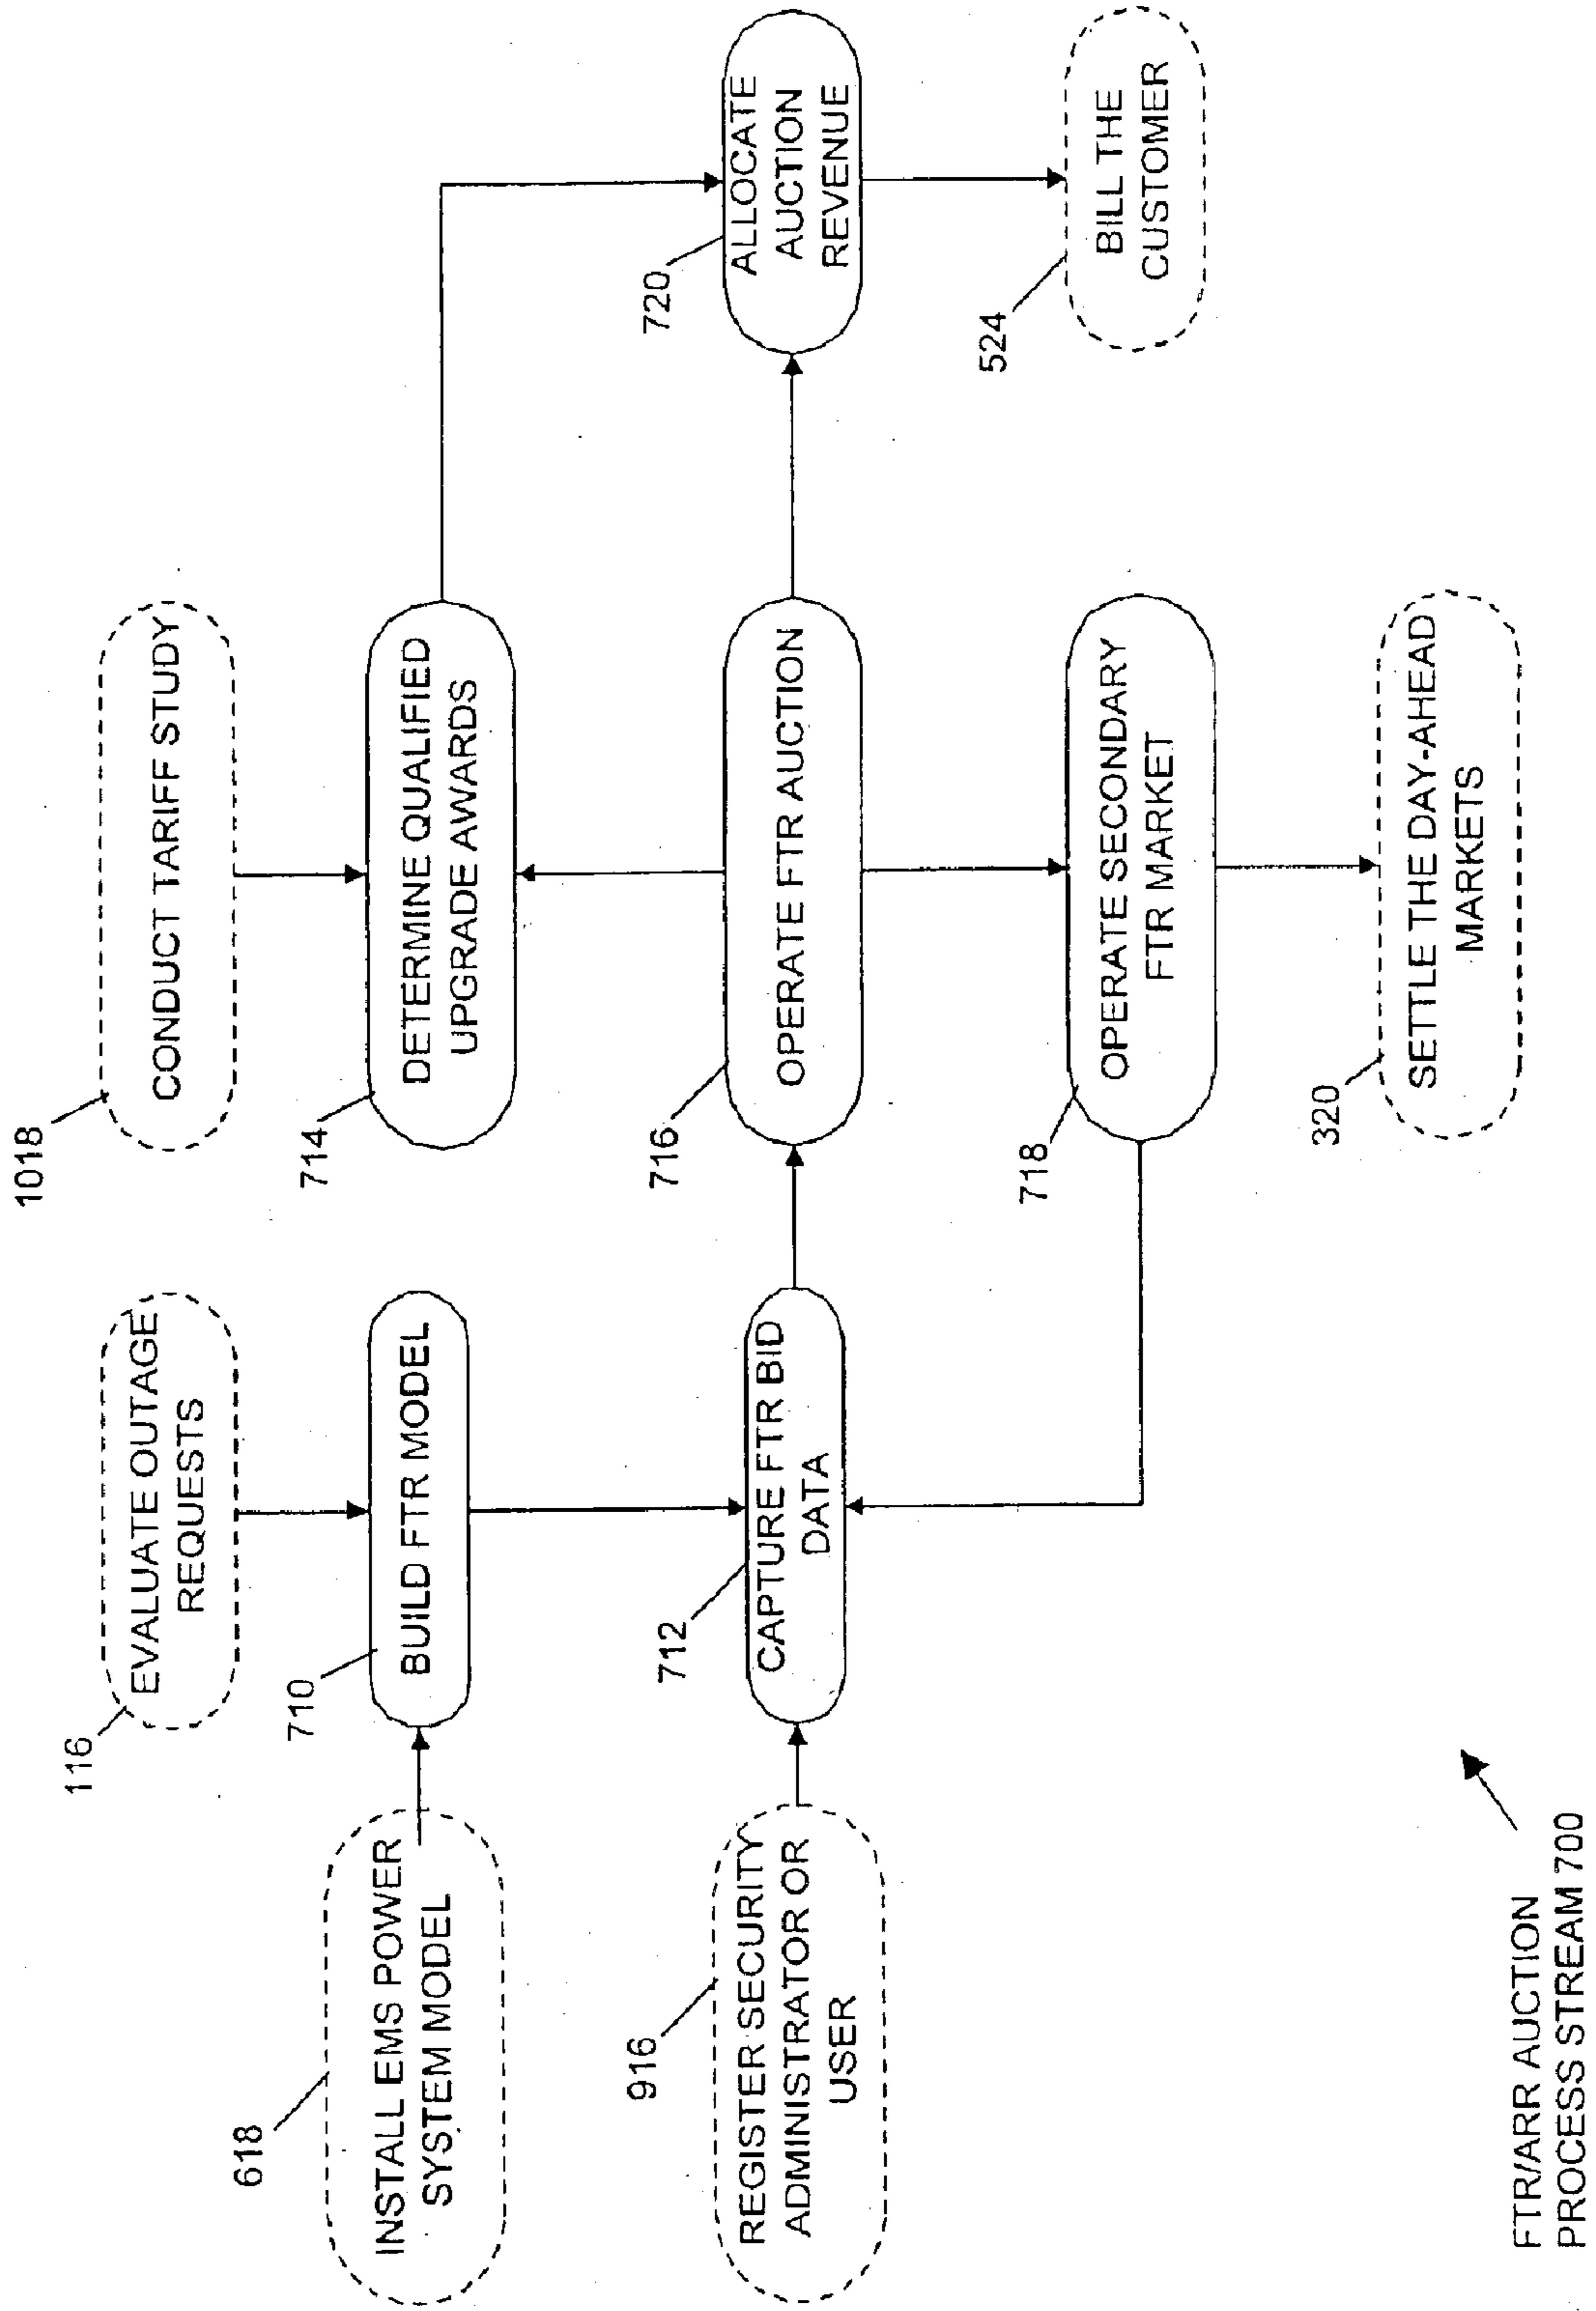 1018
CONDUCT TARIFF STUDY
116
EVALUATE OUTAGE
REQUESTS
618
INSTALL EMS POWER
SYSTEM MODEL
710
BUILD FTR MODEL
714
DETERMINE QUALIFIED
UPGRADE AWARDS
916
REGISTER SECURITY
ADMINISTRATOR OR
USER
712
CAPTURE FTR BID
DATA
716
OPERATE FTR AUCTION
720
ALLOCATE
AUCTION
REVENUE
718
OPERATE SECONDARY
FTR MARKET
524
BILL THE
CUSTOMER
320
SETTLE THE DAY-AHEAD
MARKETS
FTR/ARR AUCTION
PROCESS STREAM 700